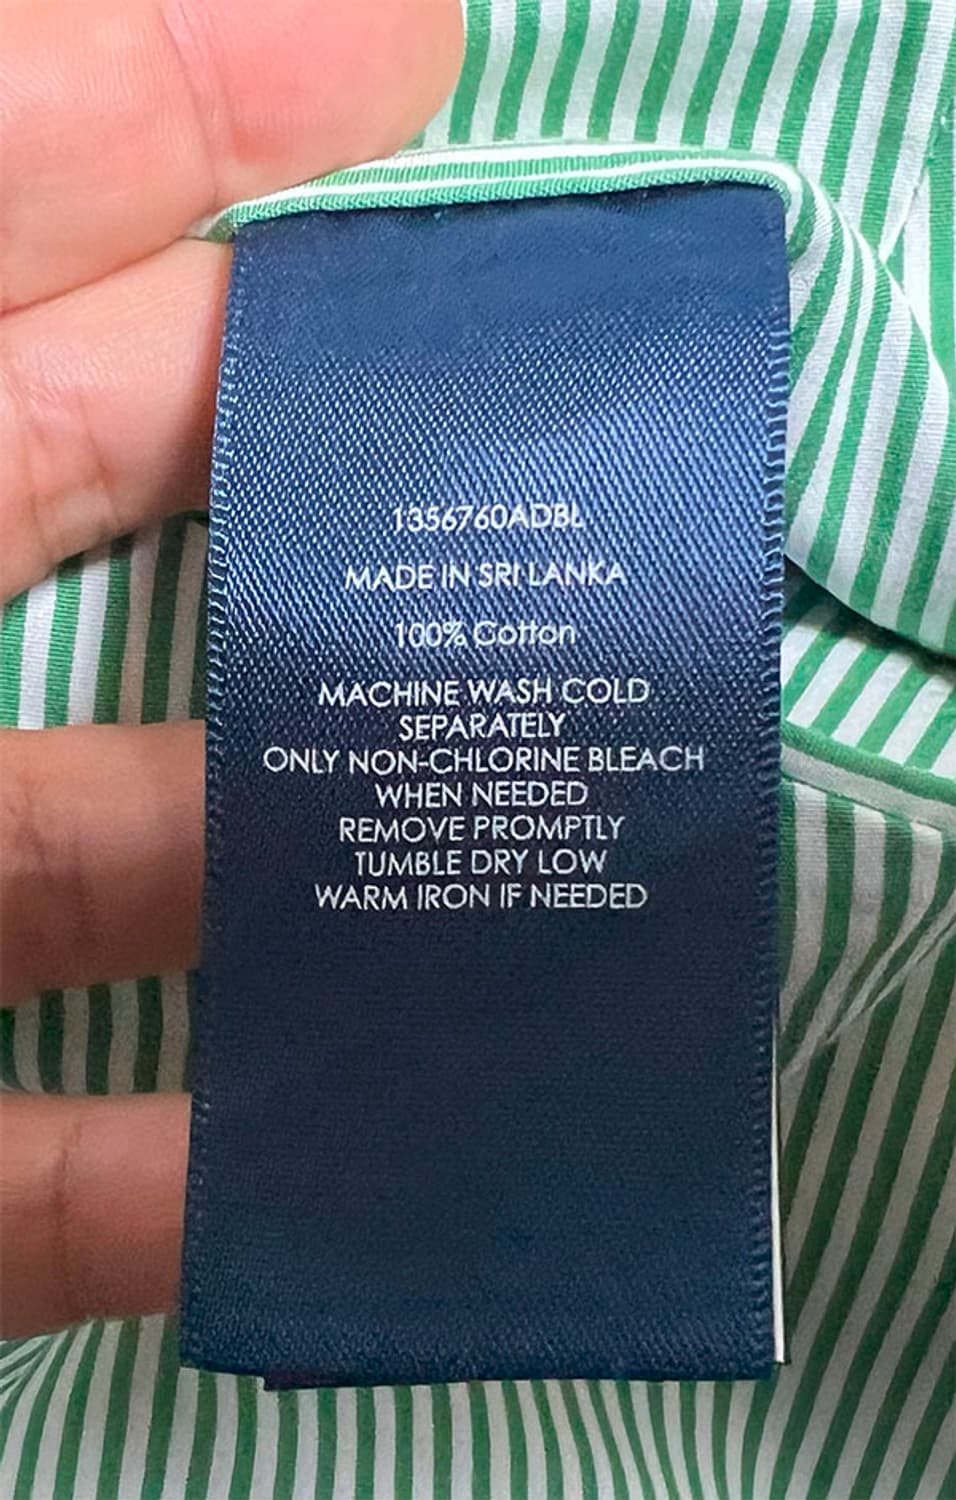 1356760ADBL
MADE IN SRI LANKA
100% Cotton
MACHINE WASH COLD
SEPARATELY
ONLY NON-CHLORINE BLEACH
WHEN NEEDED
REMOVE PROMPTLY
TUMBLE DRY LOW
WARM IRON IF NEEDED